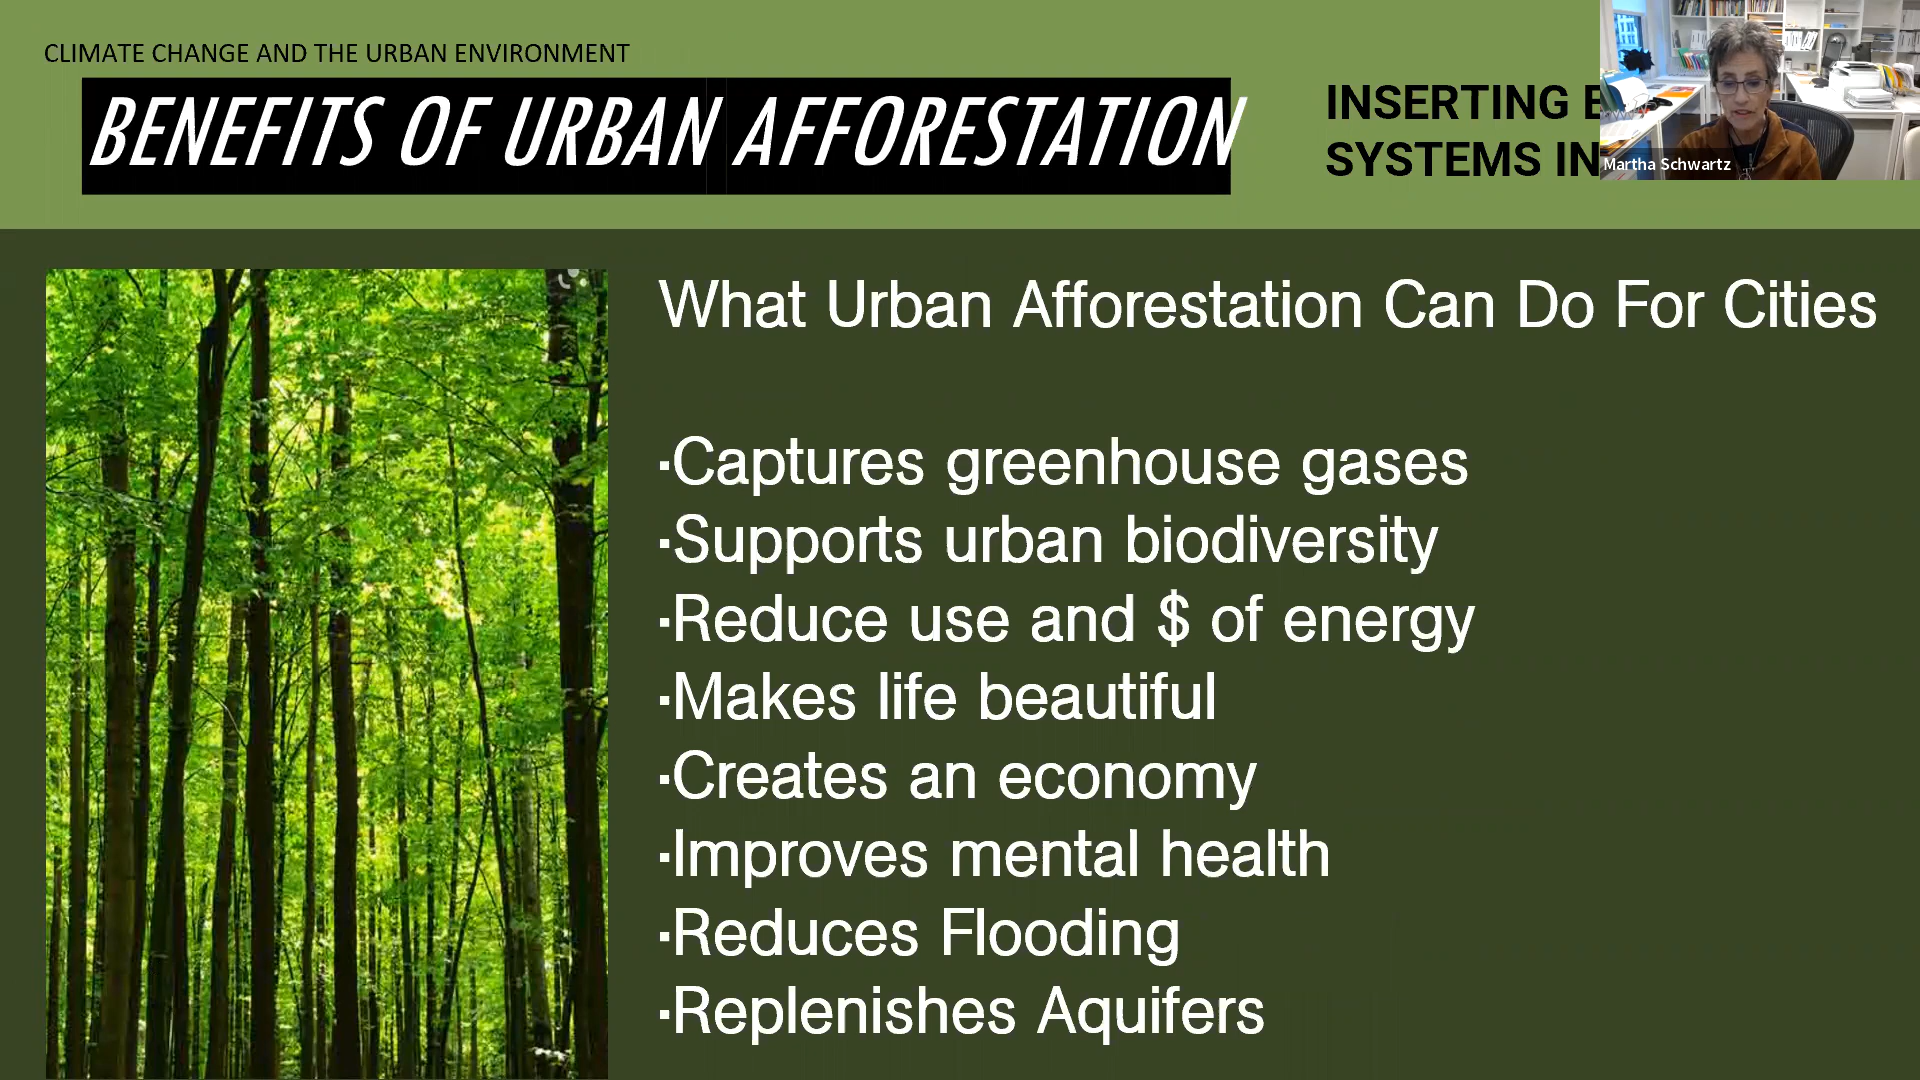 CLIMATE CHANGE AND THE URBAN ENVIRONMENT
BENEFITS OF URBAN AFFORESTATION
INSERTING
SYSTEMS IN
Martha Schwartz
What Urban Afforestation Can Do For Cities
·Captures greenhouse gases
·Supports urban biodiversity
·Reduce use and $ of energy
·Makes life beautiful
·Creates an economy
·Improves mental health
·Reduces Flooding
·Replenishes Aquifers